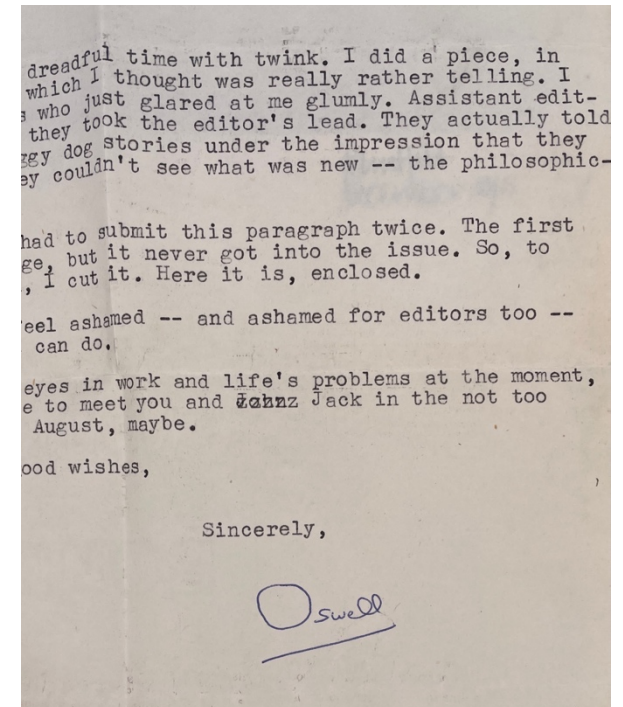 dreadful time with twink. I did a piece, in
which I thought was really rather telling. I
who just glared at me glumly. Assistant edit-
they took the editor's lead. They actually told
ggy dog stories under the impression that they
ey couldn't see what was new -- the philosophic-
had to submit this paragraph twice. The first
ge, but it never got into the issue. So, to
, I cut it. Here it is, enclosed.
eel ashamed -- and ashamed for editors too --
can do.
eyes in work and life's problems at the moment,
e to meet you and Jack in the not too
August, maybe.
ood wishes,
Sincerely,
Oswell